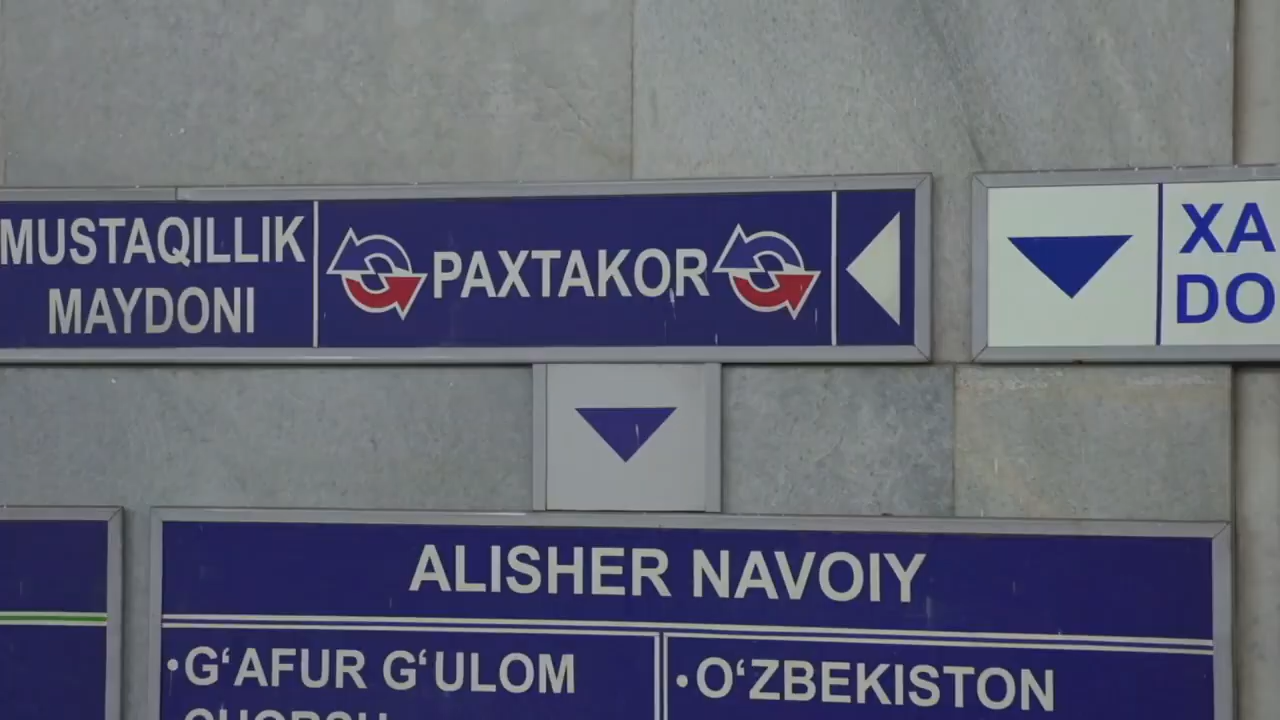 MUSTAQILLIK
MAYDONI
PAXTAKOR
XA
DO
ALISHER NAVOIY
•G‘AFUR G‘ULOM
•O‘ZBEKISTON